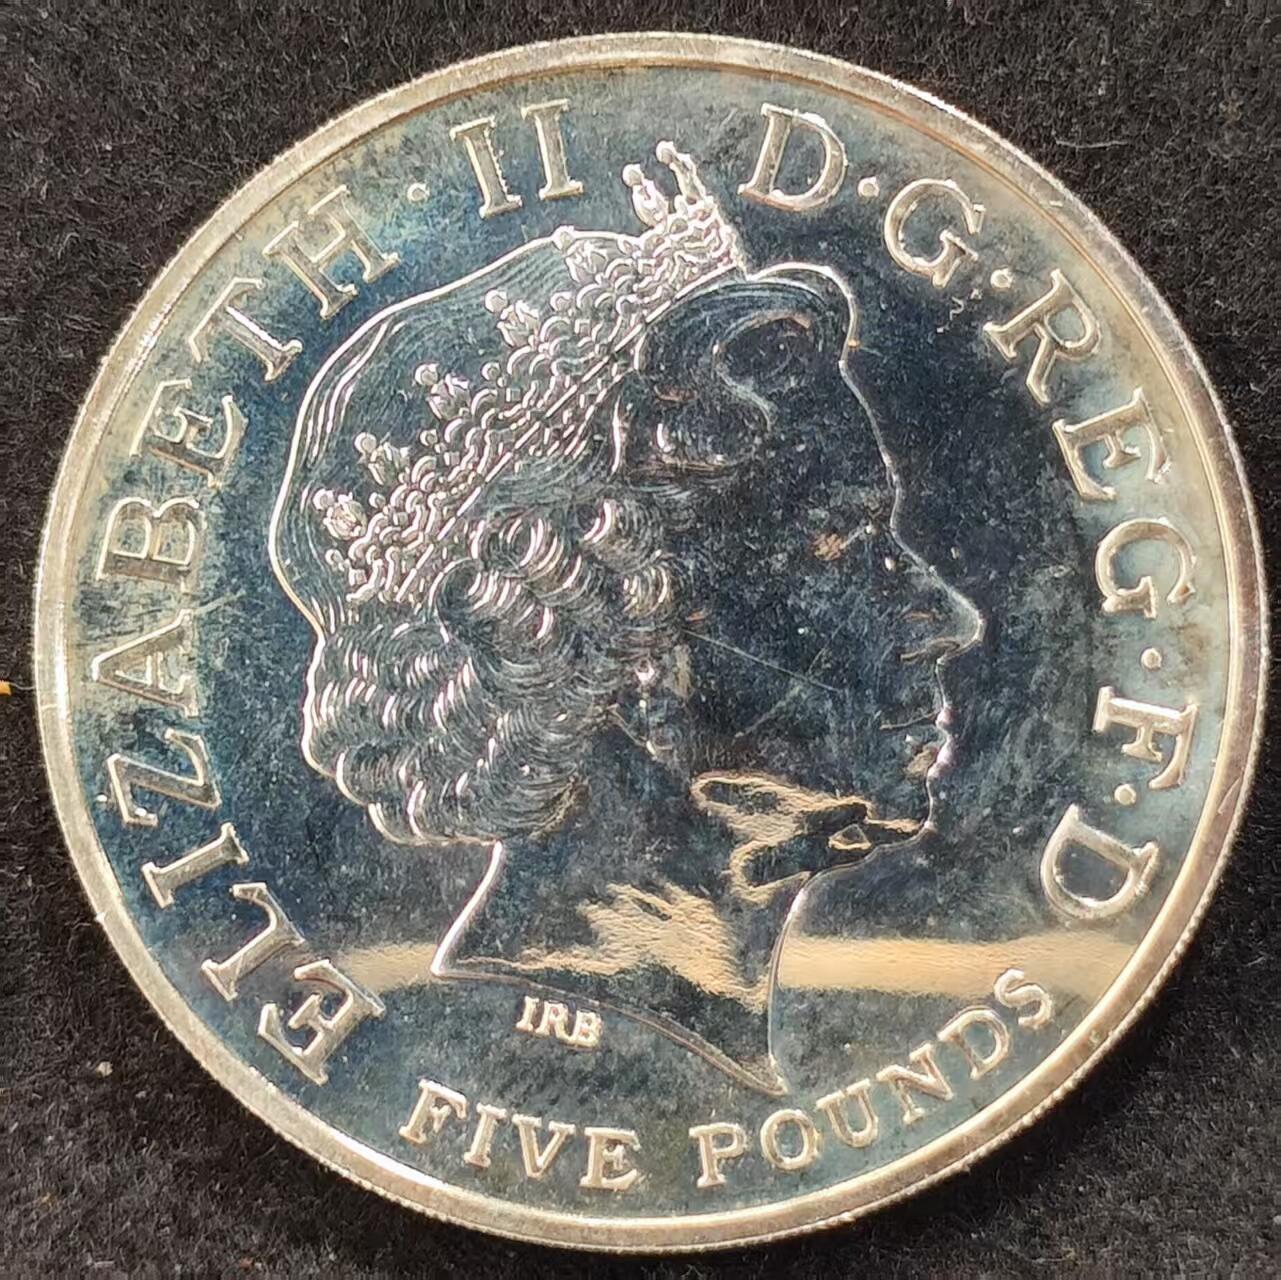 ELIZABETH · II D · G · REG · F · D
FIVE POUNDS
IRB